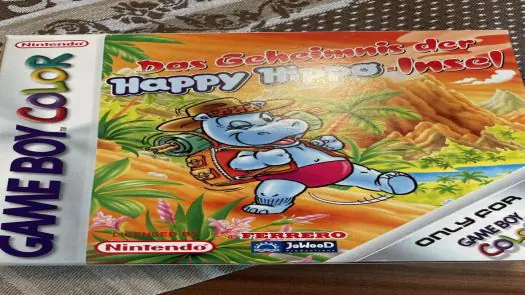 Nintendo
GAME BOY COLOR
Das Geheimnis der
Happy Hippo-Insel
LICENSED BY
Nintendo
FERRERO
JoWooD
PRODUCTIONS
ONLY FOR
GAME BOY
COLOR